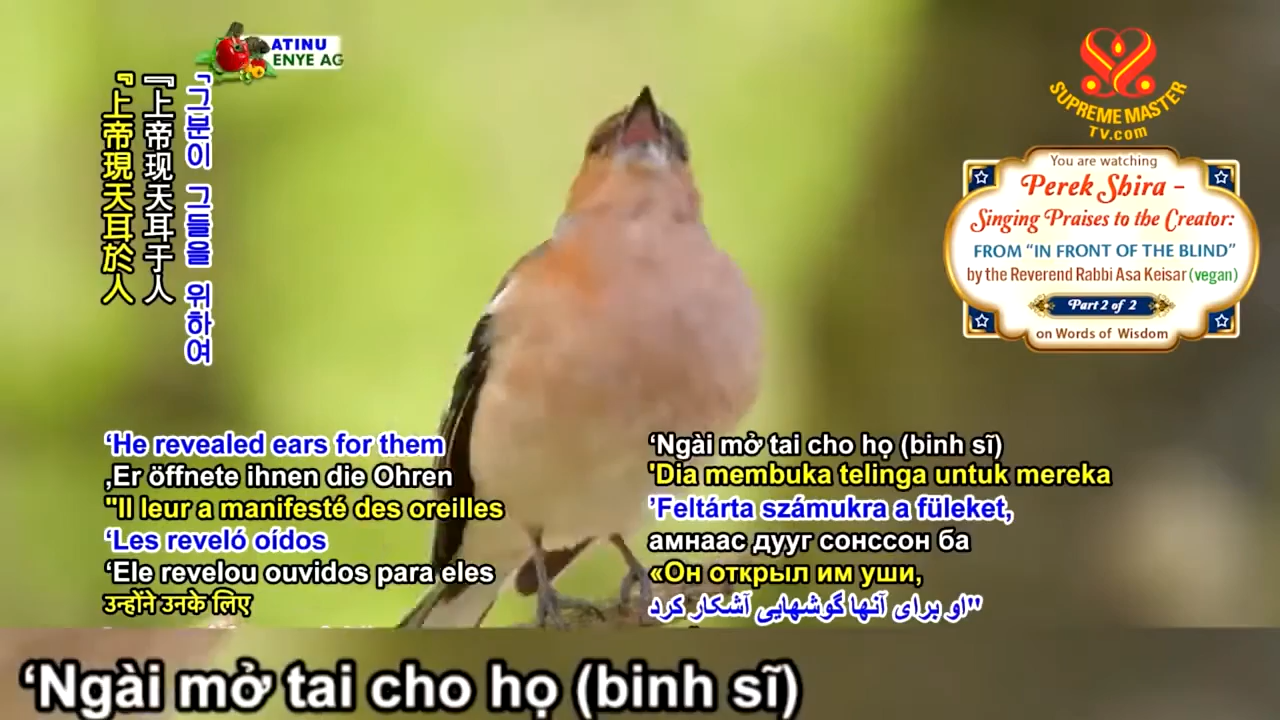 ATINU
ENYE AG
『上帝現天耳於人
『上帝现天耳于人
「그분이 그들을 위하여
SUPREME MASTER
TV.com
You are watching
Perek Shira -
Singing Praises to the Creator:
FROM “IN FRONT OF THE BLIND”
by the Reverend Rabbi Asa Keisar (vegan)
Part 2 of 2
on Words of Wisdom
‘He revealed ears for them
‚Er öffnete ihnen die Ohren
"Il leur a manifesté des oreilles
‘Les reveló oídos
‘Ele revelou ouvidos para eles
उन्होंने उनके लिए
‘Ngài mở tai cho họ (binh sĩ)
'Dia membuka telinga untuk mereka
’Feltárta számukra a füleket,
амнаас дууг сонссон ба
«Он открыл им уши,
"او برای آنها گوشهایی آشکار کرد
‘Ngài mở tai cho họ (binh sĩ)